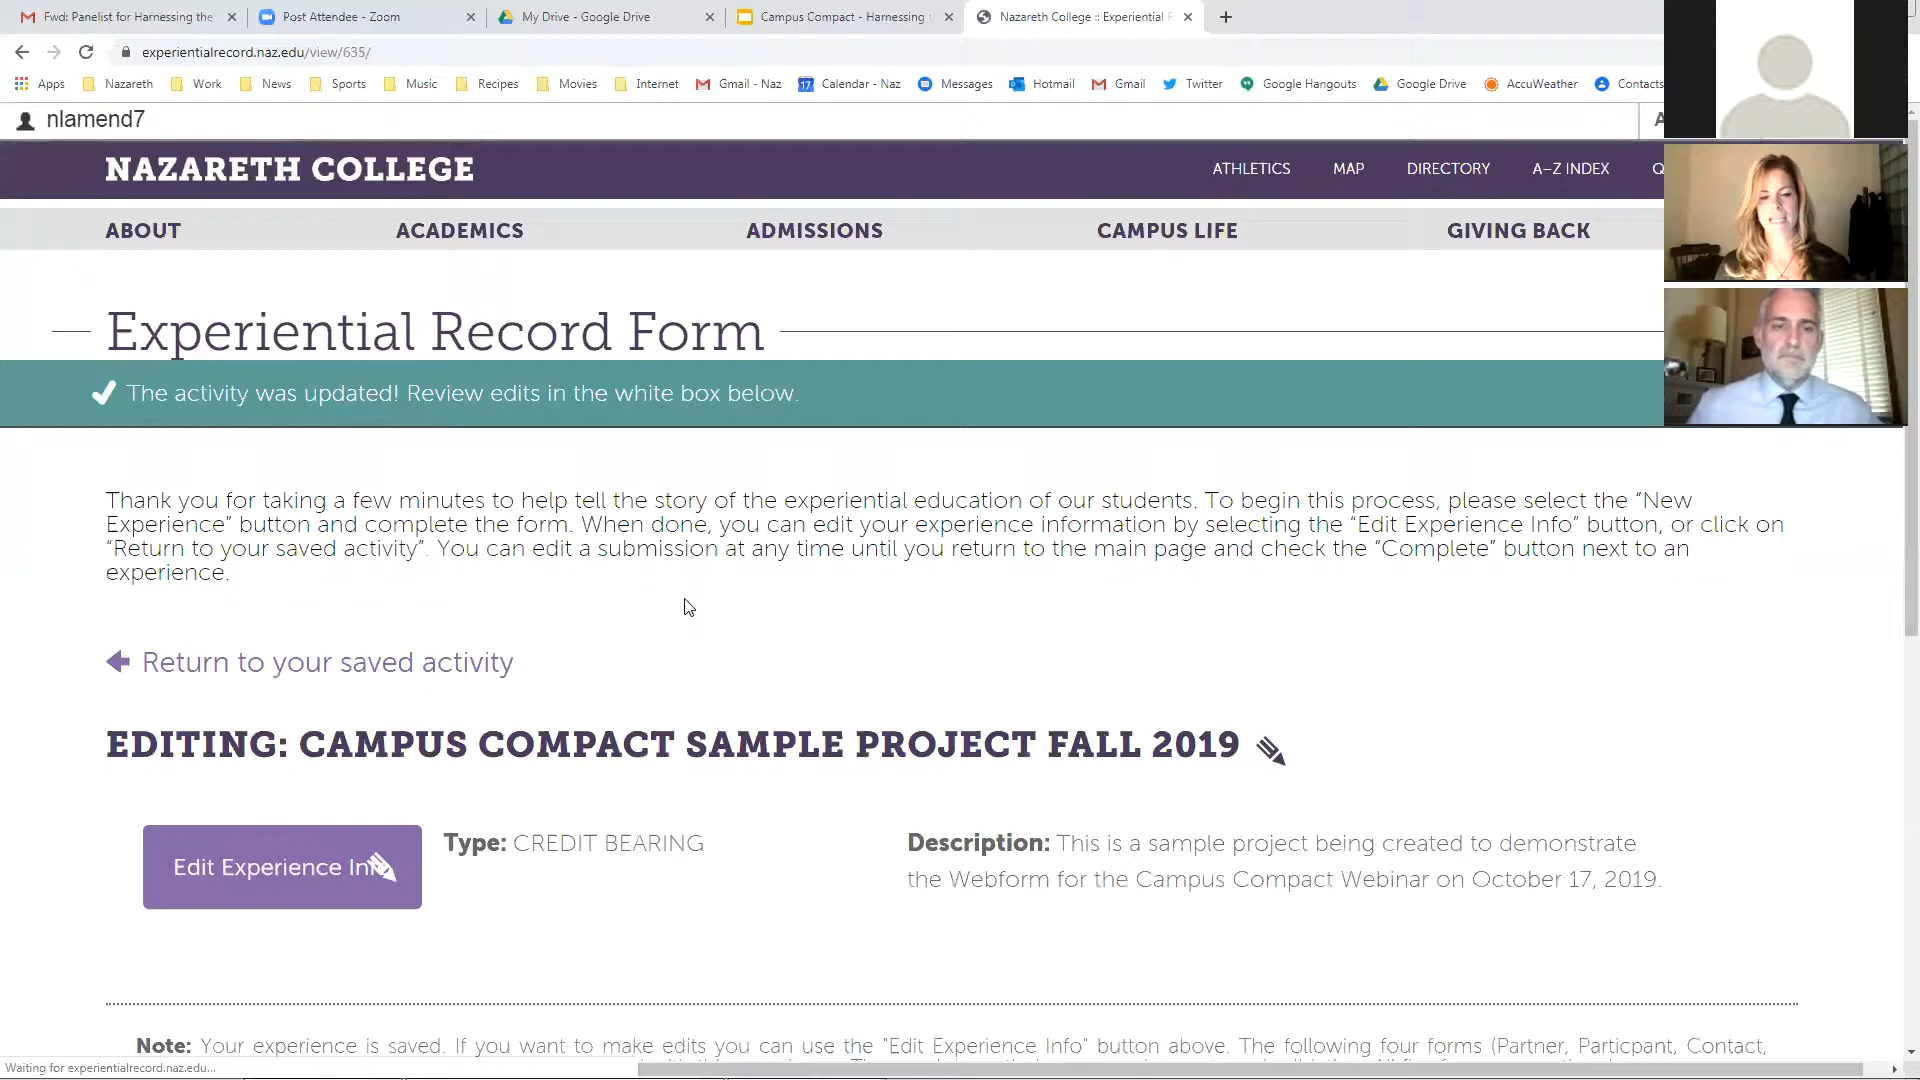 Fwd: Panelist for Harnessing the
Post Attendee - Zoom
My Drive - Google Drive
Campus Compact - Harnessing
Nazareth College :: Experiential
experientialrecord.naz.edu/view/635/
Apps Nazareth Work News Sports Music Recipes Movies Internet Gmail - Naz 17 Calendar - Naz Messages Hotmail Gmail Twitter Google Hangouts Google Drive AccuWeather Contacts
nlamend7
NAZARETH COLLEGE ATHLETICS MAP DIRECTORY A–Z INDEX
ABOUT ACADEMICS ADMISSIONS CAMPUS LIFE GIVING BACK
Experiential Record Form
The activity was updated! Review edits in the white box below.
Thank you for taking a few minutes to help tell the story of the experiential education of our students. To begin this process, please select the “New
Experience” button and complete the form. When done, you can edit your experience information by selecting the “Edit Experience Info” button, or click on
“Return to your saved activity”. You can edit a submission at any time until you return to the main page and check the “Complete” button next to an
experience.
Return to your saved activity
EDITING: CAMPUS COMPACT SAMPLE PROJECT FALL 2019
Edit Experience Info
Type: CREDIT BEARING
Description: This is a sample project being created to demonstrate
the Webform for the Campus Compact Webinar on October 17, 2019.
Note: Your experience is saved. If you want to make edits you can use the "Edit Experience Info" button above. The following four forms (Partner, Particpant, Contact,
Waiting for experientialrecord.naz.edu...